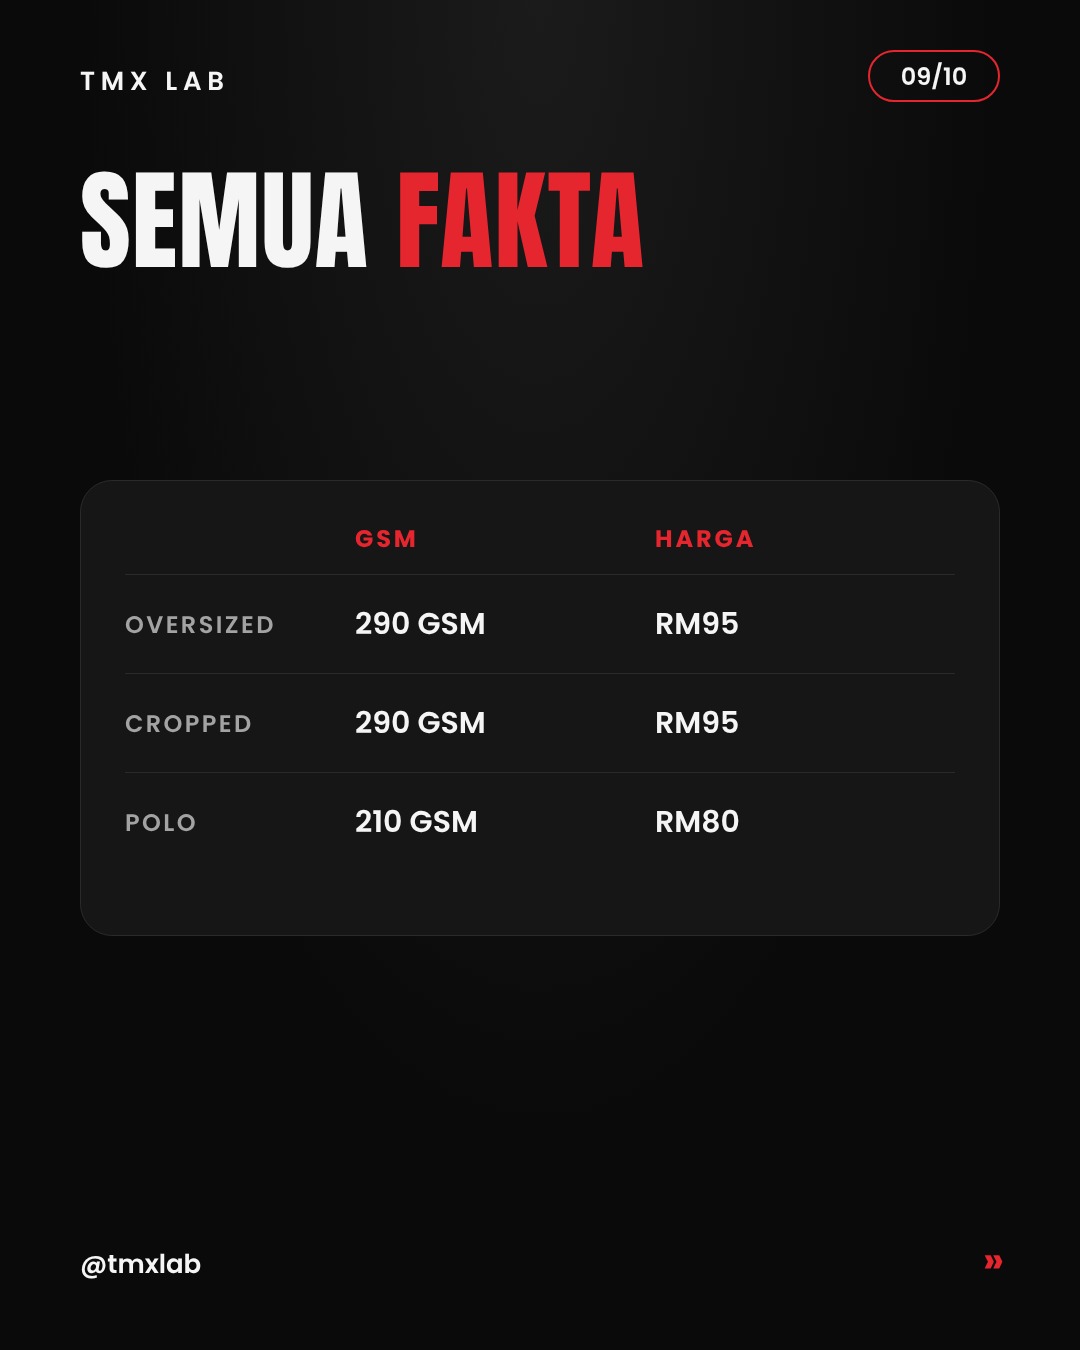 TMX LAB
09/10
SEMUA FAKTA
GSM HARGA
OVERSIZED 290 GSM RM95
CROPPED 290 GSM RM95
POLO 210 GSM RM80
@tmxlab
»